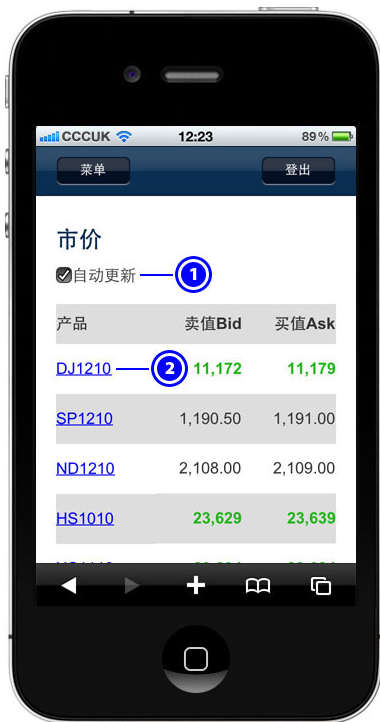 CCCUK 12:23 89%
菜单 登出
市价
自动更新 1
产品 卖值Bid 买值Ask
DJ1210 2 11,172 11,179
SP1210 1,190.50 1,191.00
ND1210 2,108.00 2,109.00
HS1010 23,629 23,639